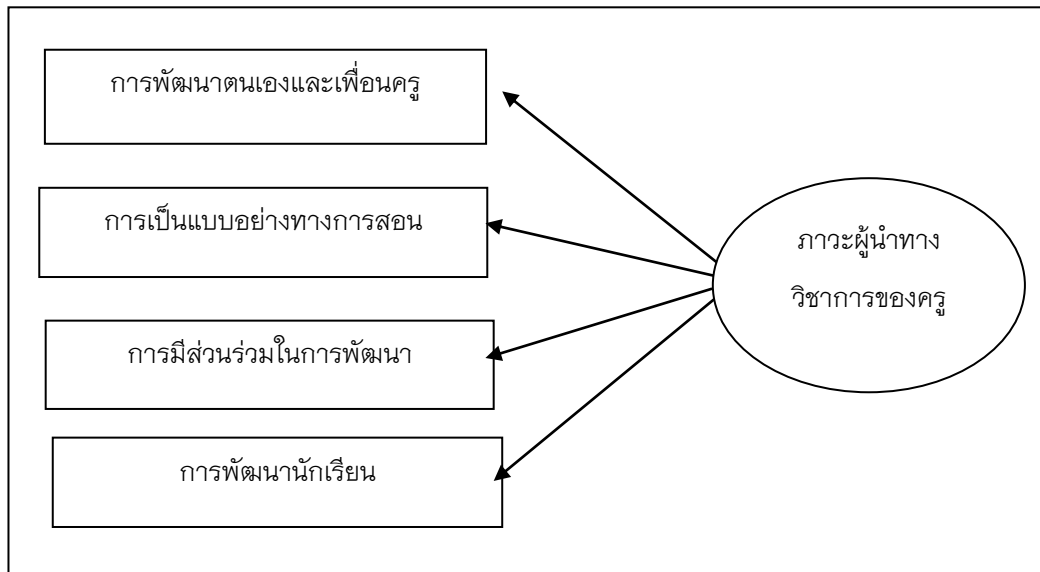 การพัฒนาตนเองและเพื่อนครู
การเป็นแบบอย่างทางการสอน
การมีส่วนร่วมในการพัฒนา
การพัฒนานักเรียน
ภาวะผู้นำทาง
วิชาการของครู